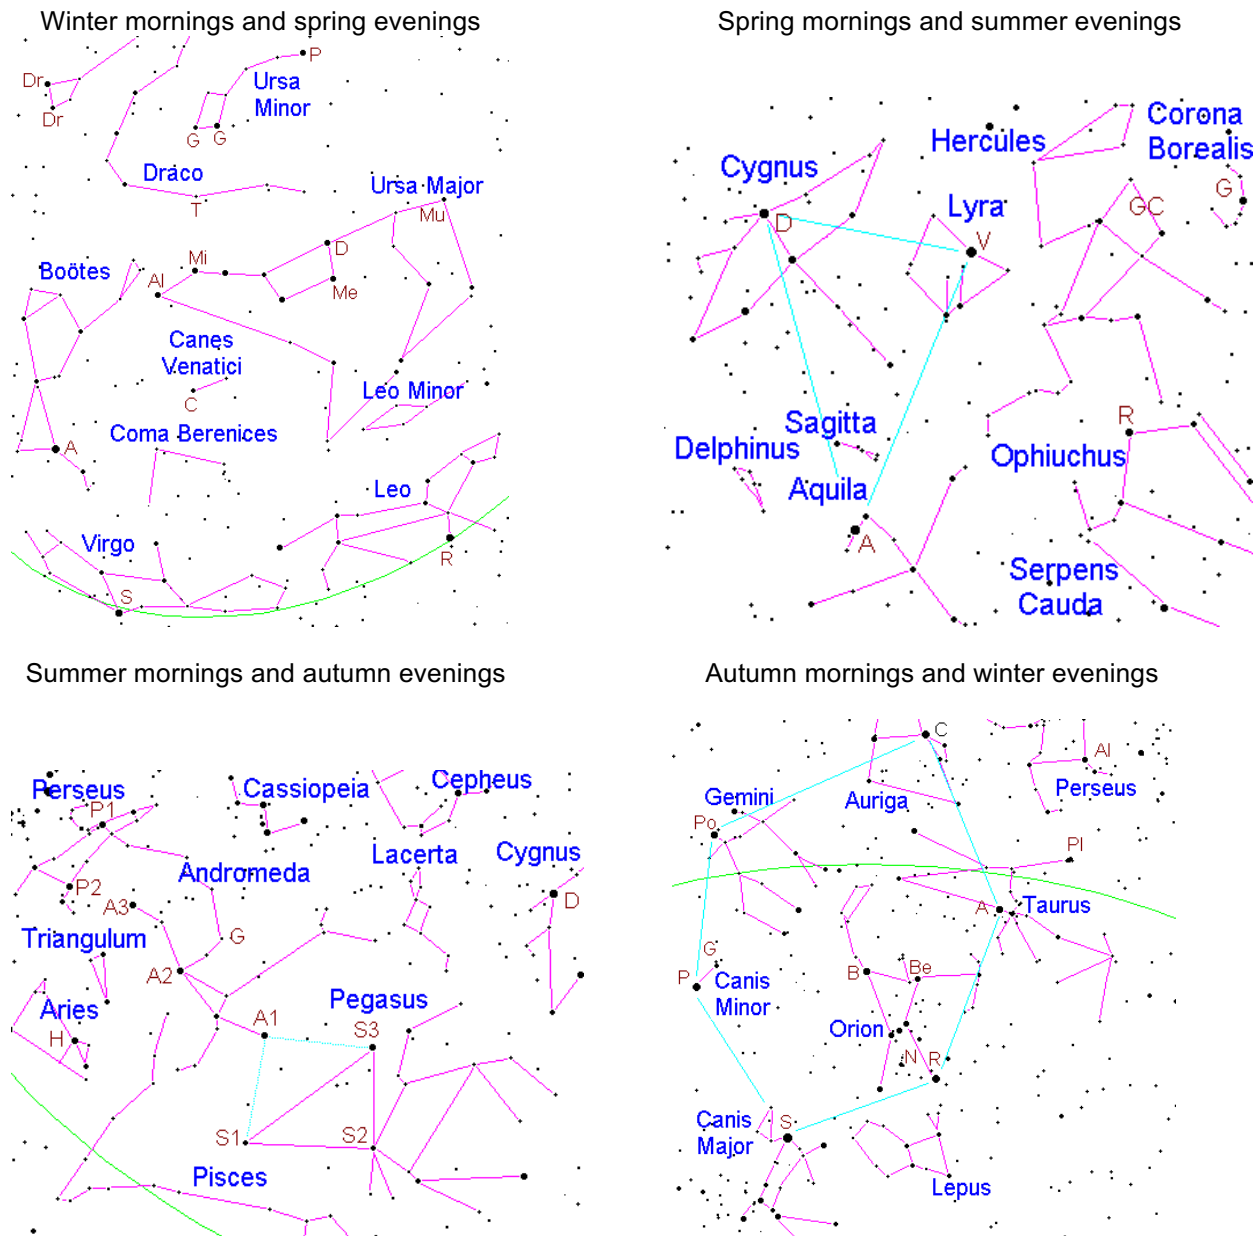 Winter mornings and spring evenings
P
Dr
Ursa
Minor
Dr
G G
Draco
Ursa Major
T
Mu
D
Mi
Boötes
Al
Me
Canes
Venatici
Leo Minor
C
Coma Berenices
A
Leo
Virgo
R
S
Spring mornings and summer evenings
Corona
Borealis
Hercules
Cygnus
G
Lyra
GC
D
V
Sagitta
R
Delphinus
Ophiuchus
Aquila
A
Serpens
Cauda
Summer mornings and autumn evenings
Perseus
Cassiopeia
Cepheus
P1
Lacerta
Cygnus
Andromeda
P2
A3
D
Triangulum
G
A2
Pegasus
Aries
A1
S3
H
S1
S2
Pisces
Autumn mornings and winter evenings
C
Al
Perseus
Gemini
Auriga
Po
Pl
A
Taurus
G
P
Canis
Minor
B
Be
Orion
N
R
Canis
Major
S
Lepus